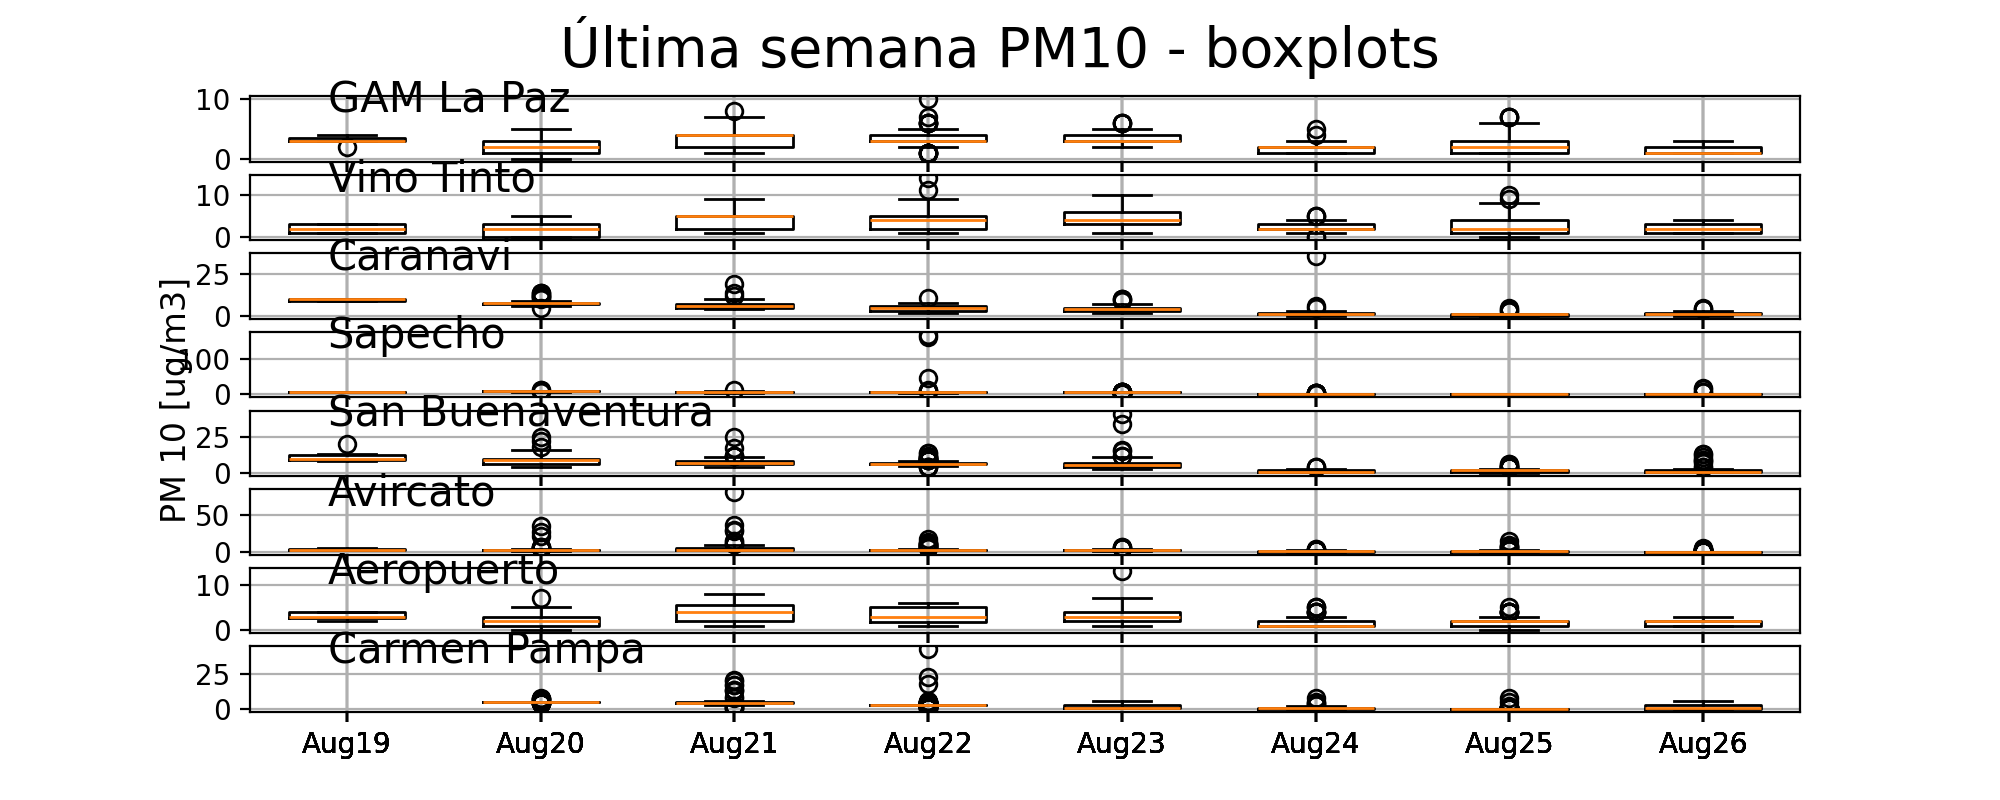 Última semana PM10 - boxplots
GAM La Paz
10
0
Vino Tinto
10
0
Caranavi
25
0
Sapecho
100
0
San Buenaventura
25
0
Avircato
50
0
Aeropuerto
10
0
Carmen Pampa
25
0
PM 10 [ug/m3]
Aug19 Aug20 Aug21 Aug22 Aug23 Aug24 Aug25 Aug26